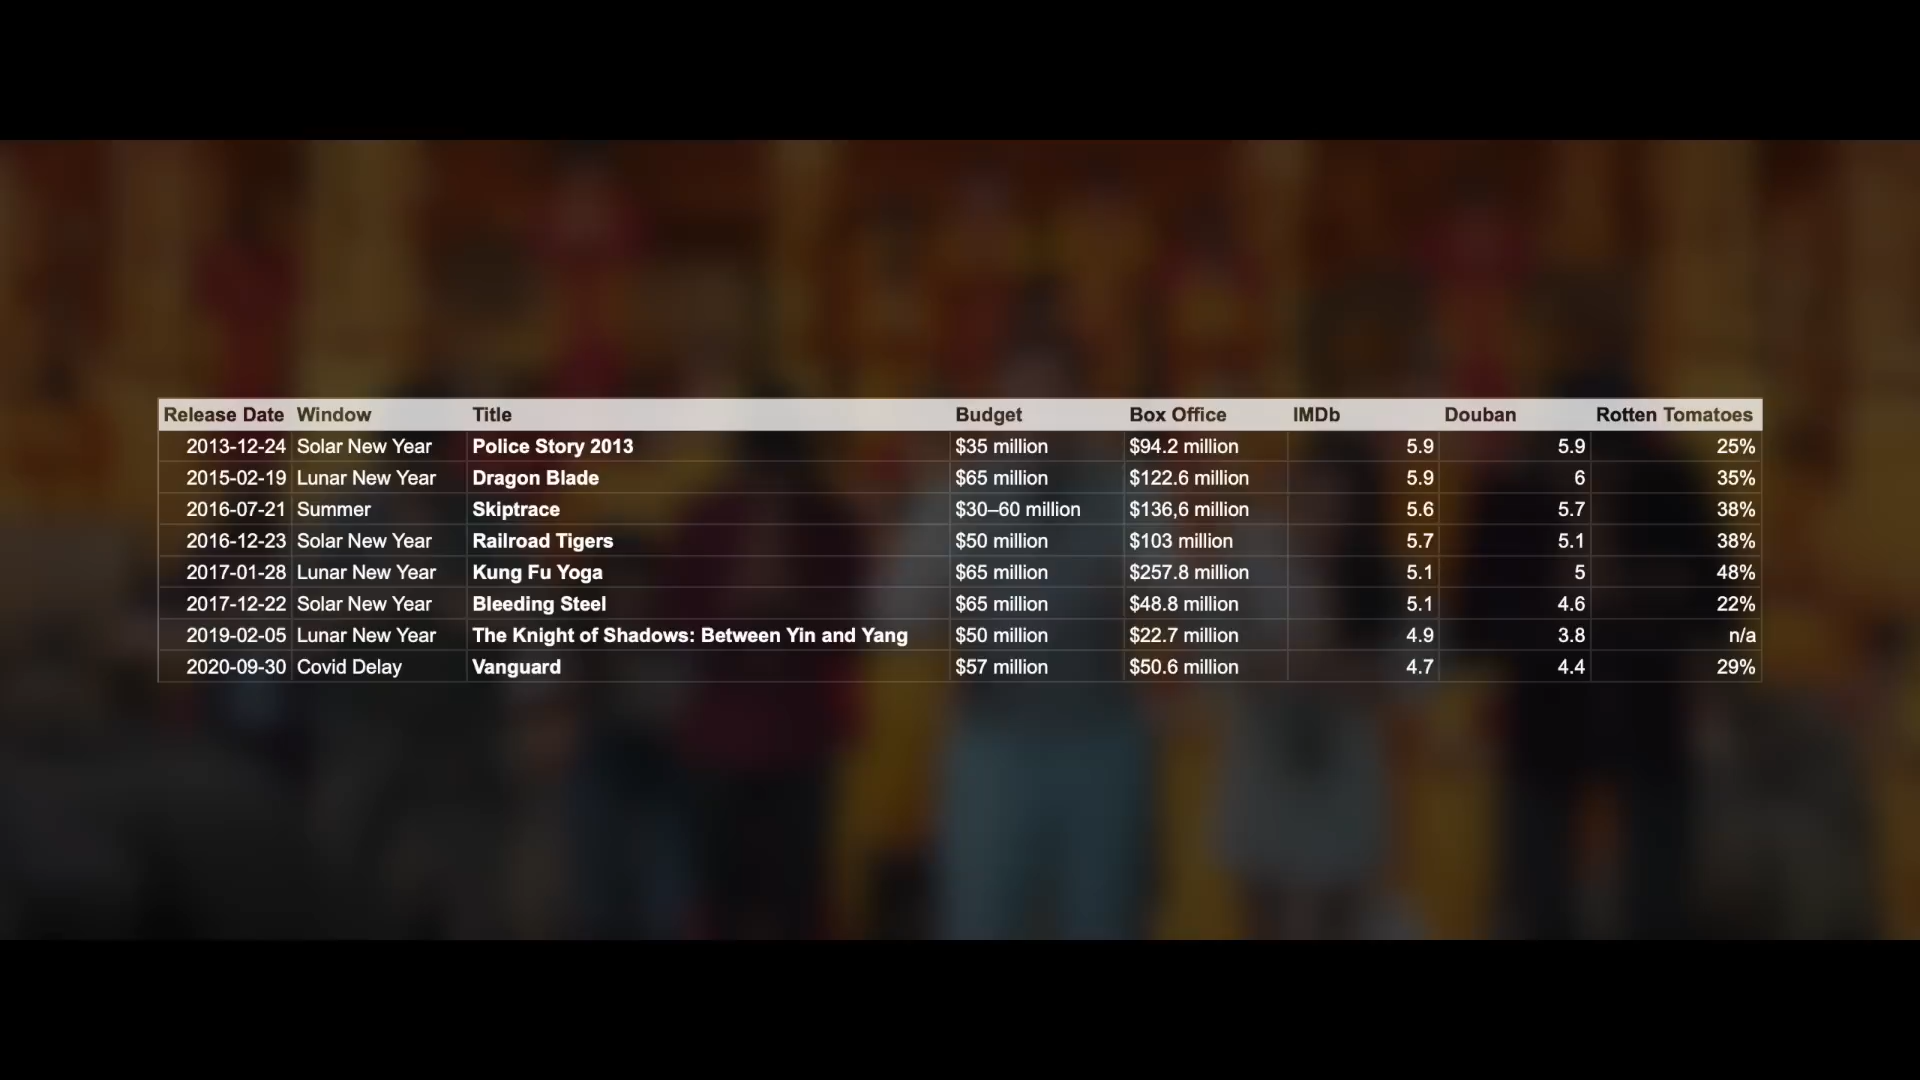 Release Date Window Title Budget Box Office IMDb Douban Rotten Tomatoes
2013-12-24 Solar New Year Police Story 2013 $35 million $94.2 million 5.9 5.9 25%
2015-02-19 Lunar New Year Dragon Blade $65 million $122.6 million 5.9 6 35%
2016-07-21 Summer Skiptrace $30–60 million $136,6 million 5.6 5.7 38%
2016-12-23 Solar New Year Railroad Tigers $50 million $103 million 5.7 5.1 38%
2017-01-28 Lunar New Year Kung Fu Yoga $65 million $257.8 million 5.1 5 48%
2017-12-22 Solar New Year Bleeding Steel $65 million $48.8 million 5.1 4.6 22%
2019-02-05 Lunar New Year The Knight of Shadows: Between Yin and Yang $50 million $22.7 million 4.9 3.8 n/a
2020-09-30 Covid Delay Vanguard $57 million $50.6 million 4.7 4.4 29%